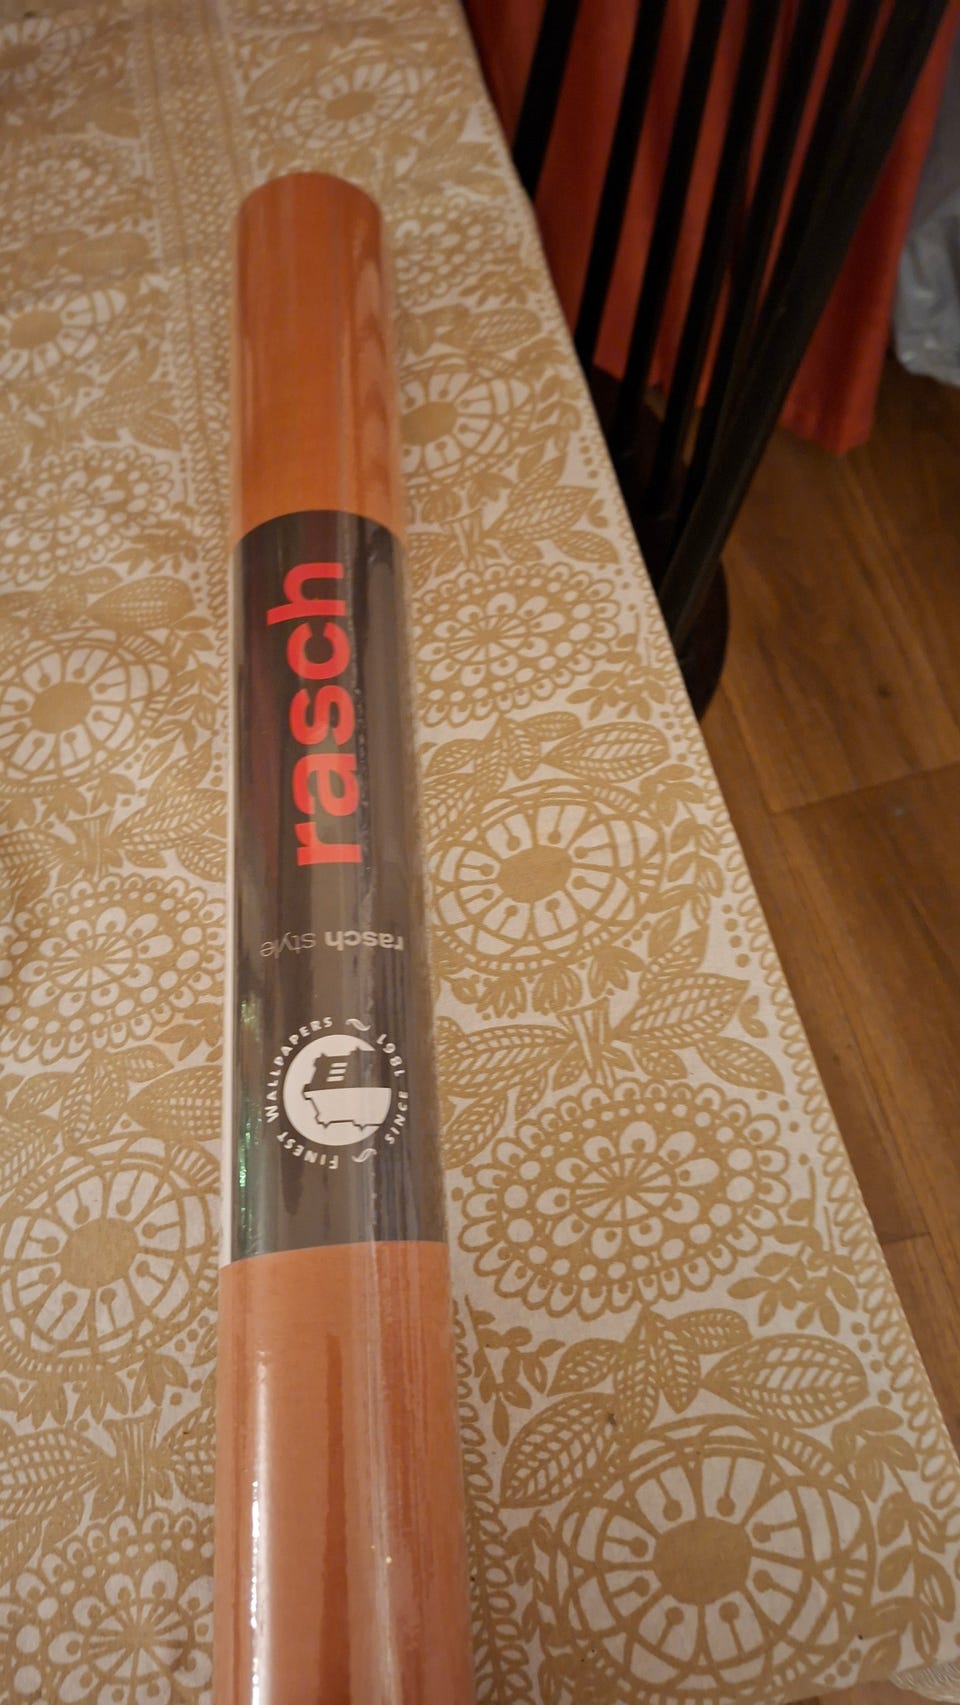 rasch
rasch style
FINEST WALLPAPERS ~ SINCE 1861 ~